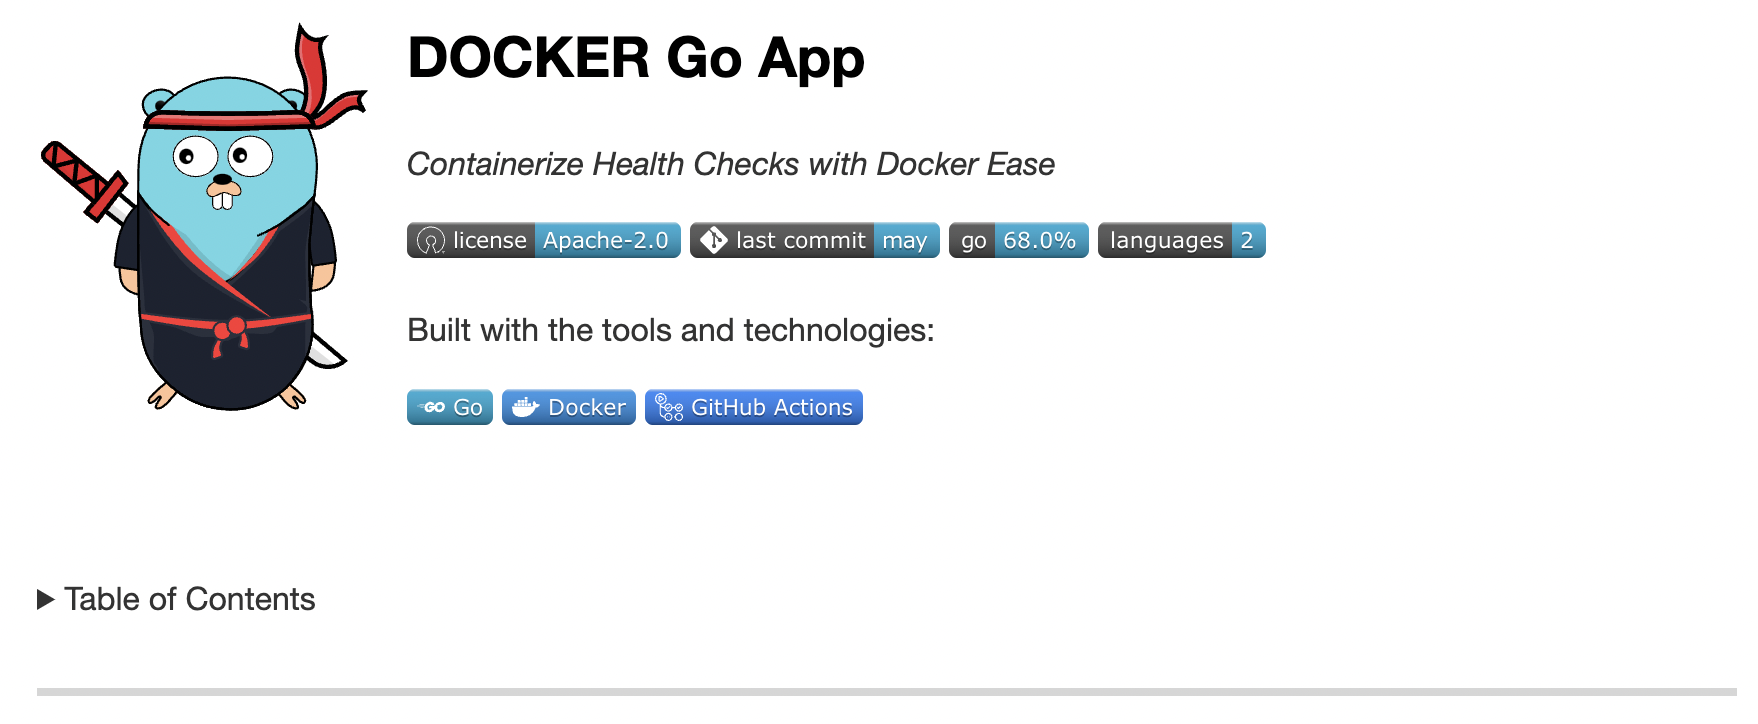 DOCKER Go App
Containerize Health Checks with Docker Ease
license Apache-2.0 last commit may go 68.0% languages 2
Built with the tools and technologies:
GO Go Docker GitHub Actions
Table of Contents